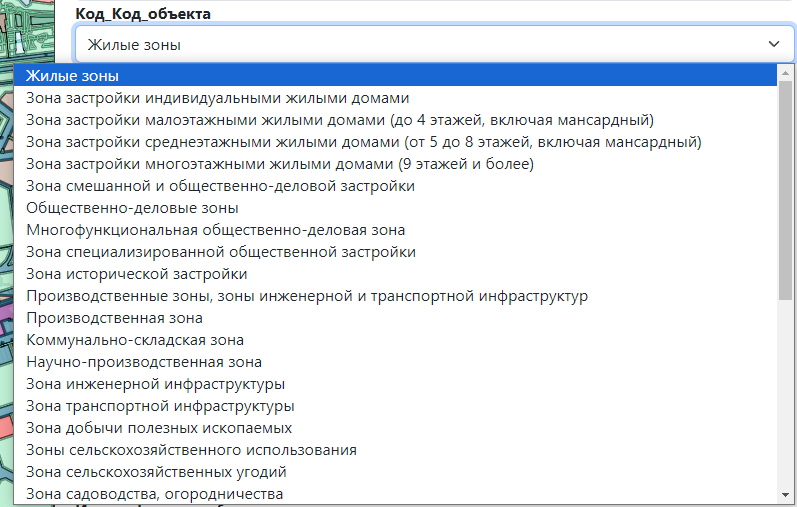 Код_Код_объекта
Жилые зоны
Жилые зоны
Зона застройки индивидуальными жилыми домами
Зона застройки малоэтажными жилыми домами (до 4 этажей, включая мансардный)
Зона застройки среднеэтажными жилыми домами (от 5 до 8 этажей, включая мансардный)
Зона застройки многоэтажными жилыми домами (9 этажей и более)
Зона смешанной и общественно-деловой застройки
Общественно-деловые зоны
Многофункциональная общественно-деловая зона
Зона специализированной общественной застройки
Зона исторической застройки
Производственные зоны, зоны инженерной и транспортной инфраструктур
Производственная зона
Коммунально-складская зона
Научно-производственная зона
Зона инженерной инфраструктуры
Зона транспортной инфраструктуры
Зона добычи полезных ископаемых
Зоны сельскохозяйственного использования
Зона сельскохозяйственных угодий
Зона садоводства, огородничества